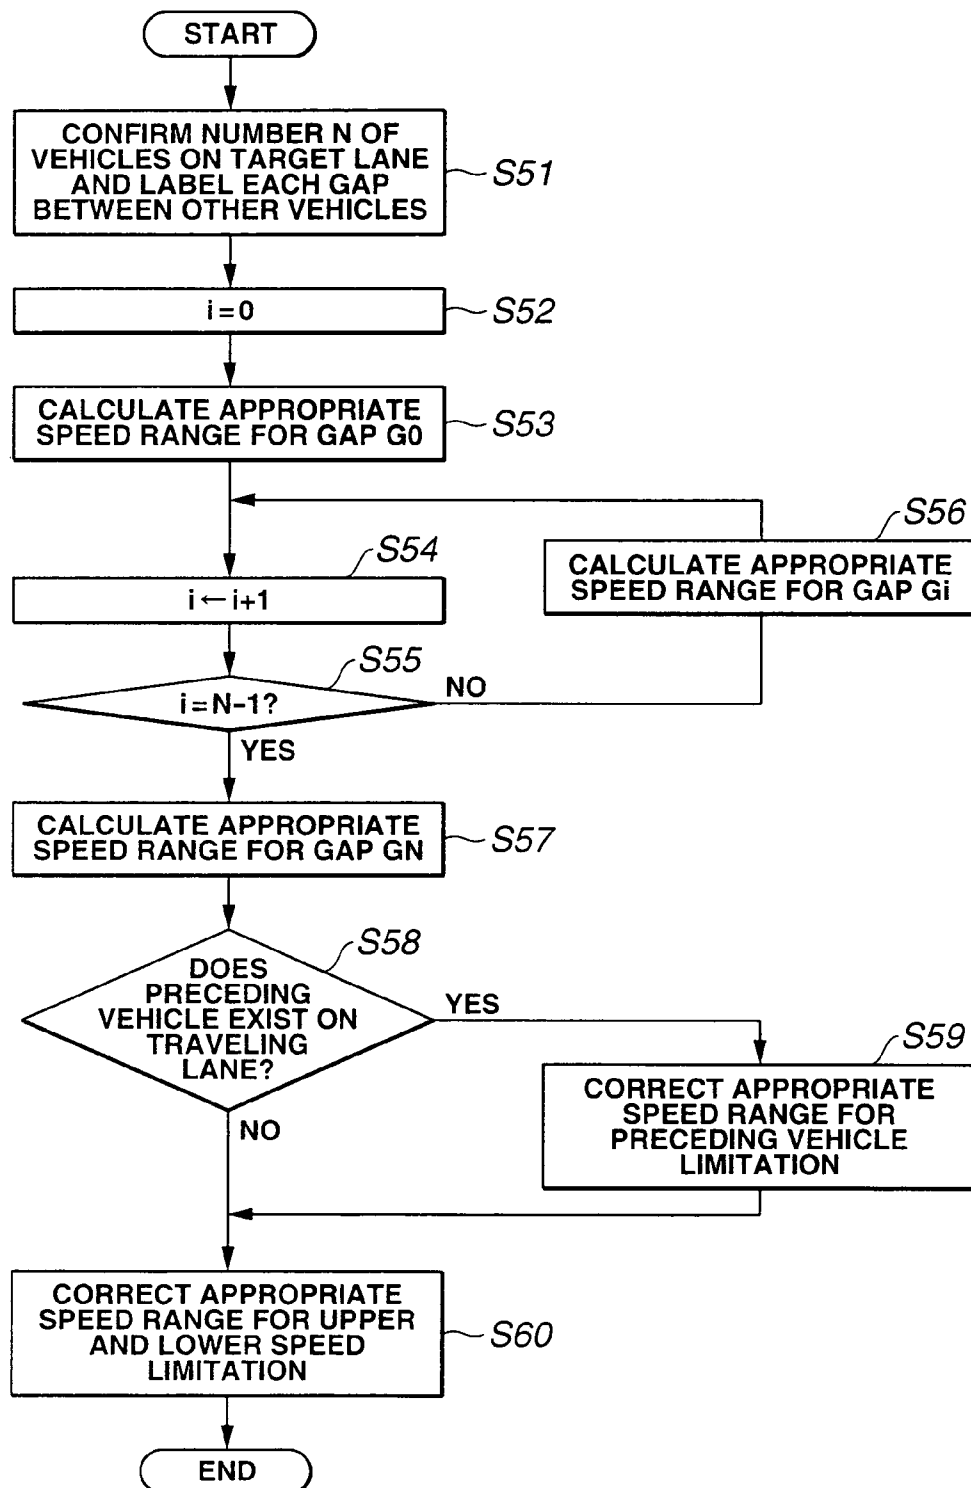 START
CONFIRM NUMBER N OF
VEHICLES ON TARGET LANE
AND LABEL EACH GAP
BETWEEN OTHER VEHICLES
S51
i=0
S52
CALCULATE APPROPRIATE
SPEED RANGE FOR GAP G0
S53
S56
CALCULATE APPROPRIATE
SPEED RANGE FOR GAP Gi
S54
i←i+1
S55
i=N-1?
NO
YES
CALCULATE APPROPRIATE
SPEED RANGE FOR GAP GN
S57
S58
DOES
PRECEDING
VEHICLE EXIST ON
TRAVELING
LANE?
YES
NO
S59
CORRECT APPROPRIATE
SPEED RANGE FOR
PRECEDING VEHICLE
LIMITATION
CORRECT APPROPRIATE
SPEED RANGE FOR UPPER
AND LOWER SPEED
LIMITATION
S60
END